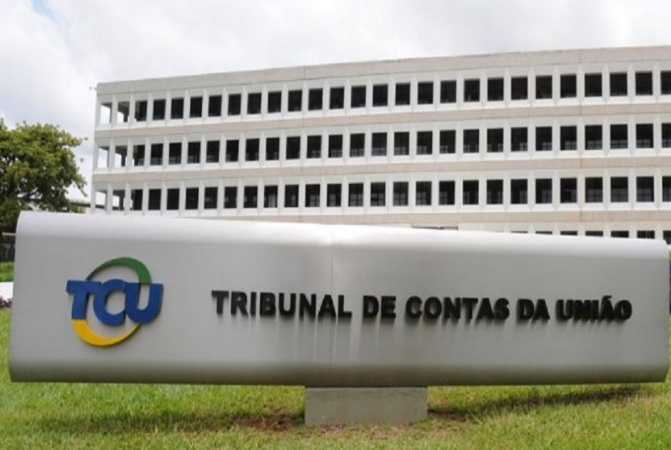 TCU
TRIBUNAL DE CONTAS DA UNIÃO